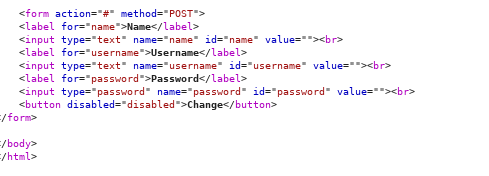 <form action="#" method="POST">
<label for="name">Name</label>
<input type="text" name="name" id="name" value=""><br>
<label for="username">Username</label>
<input type="text" name="username" id="username" value=""><br>
<label for="password">Password</label>
<input type="password" name="password" id="password" value=""><br>
<button disabled="disabled">Change</button>
</form>
</body>
</html>